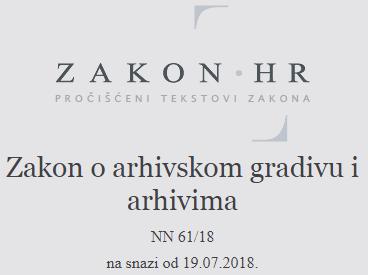 ZAKON•HR
PROČIŠĆENI TEKSTOVI ZAKONA
Zakon o arhivskom gradivu i
arhivima
NN 61/18
na snazi od 19.07.2018.